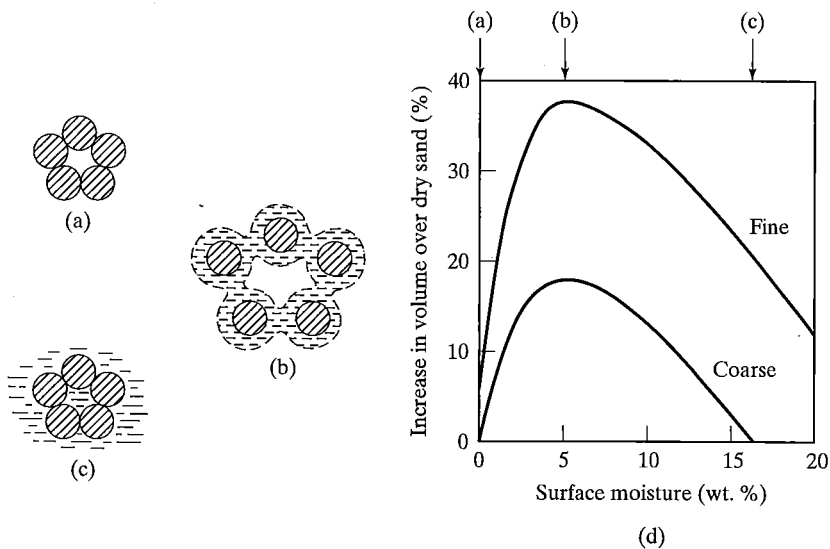 (a)
(b)
(c)
(a) (b) (c)
40
30
20
10
0
Increase in volume over dry sand (%)
Fine
Coarse
0 5 10 15 20
Surface moisture (wt. %)
(d)